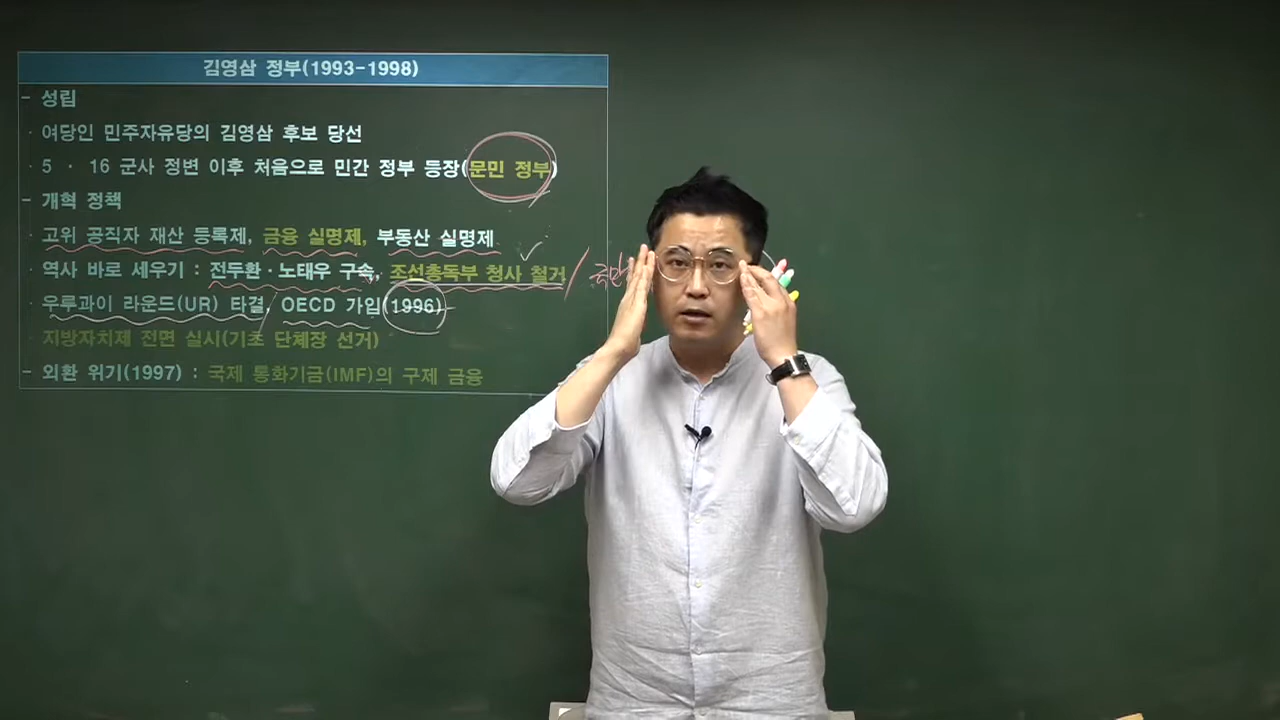 김영삼 정부(1993-1998)
- 성립
· 여당인 민주자유당의 김영삼 후보 당선
· 5 · 16 군사 정변 이후 처음으로 민간 정부 등장(문민 정부)
- 개혁 정책
· 고위 공직자 재산 등록제, 금융 실명제, 부동산 실명제
· 역사 바로 세우기 : 전두환·노태우 구속, 조선총독부 청사 철거
· 우루과이 라운드(UR) 타결, OECD 가입(1996)
· 지방자치제 전면 실시(기초 단체장 선거)
- 외환 위기(1997) : 국제 통화기금(IMF)의 구제 금융